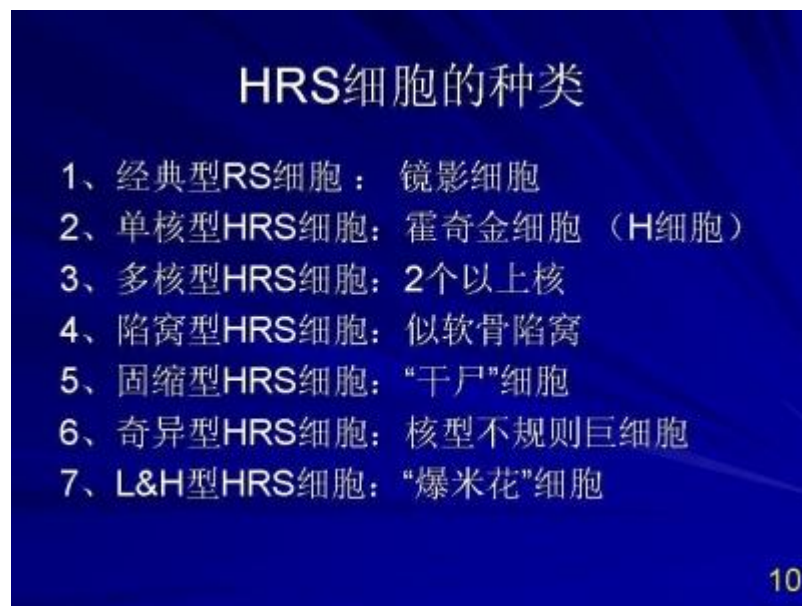 HRS细胞的种类
1、经典型RS细胞： 镜影细胞
2、单核型HRS细胞：霍奇金细胞 （H细胞）
3、多核型HRS细胞：2个以上核
4、陷窝型HRS细胞：似软骨陷窝
5、固缩型HRS细胞：“干尸”细胞
6、奇异型HRS细胞：核型不规则巨细胞
7、L&H型HRS细胞：“爆米花”细胞
10